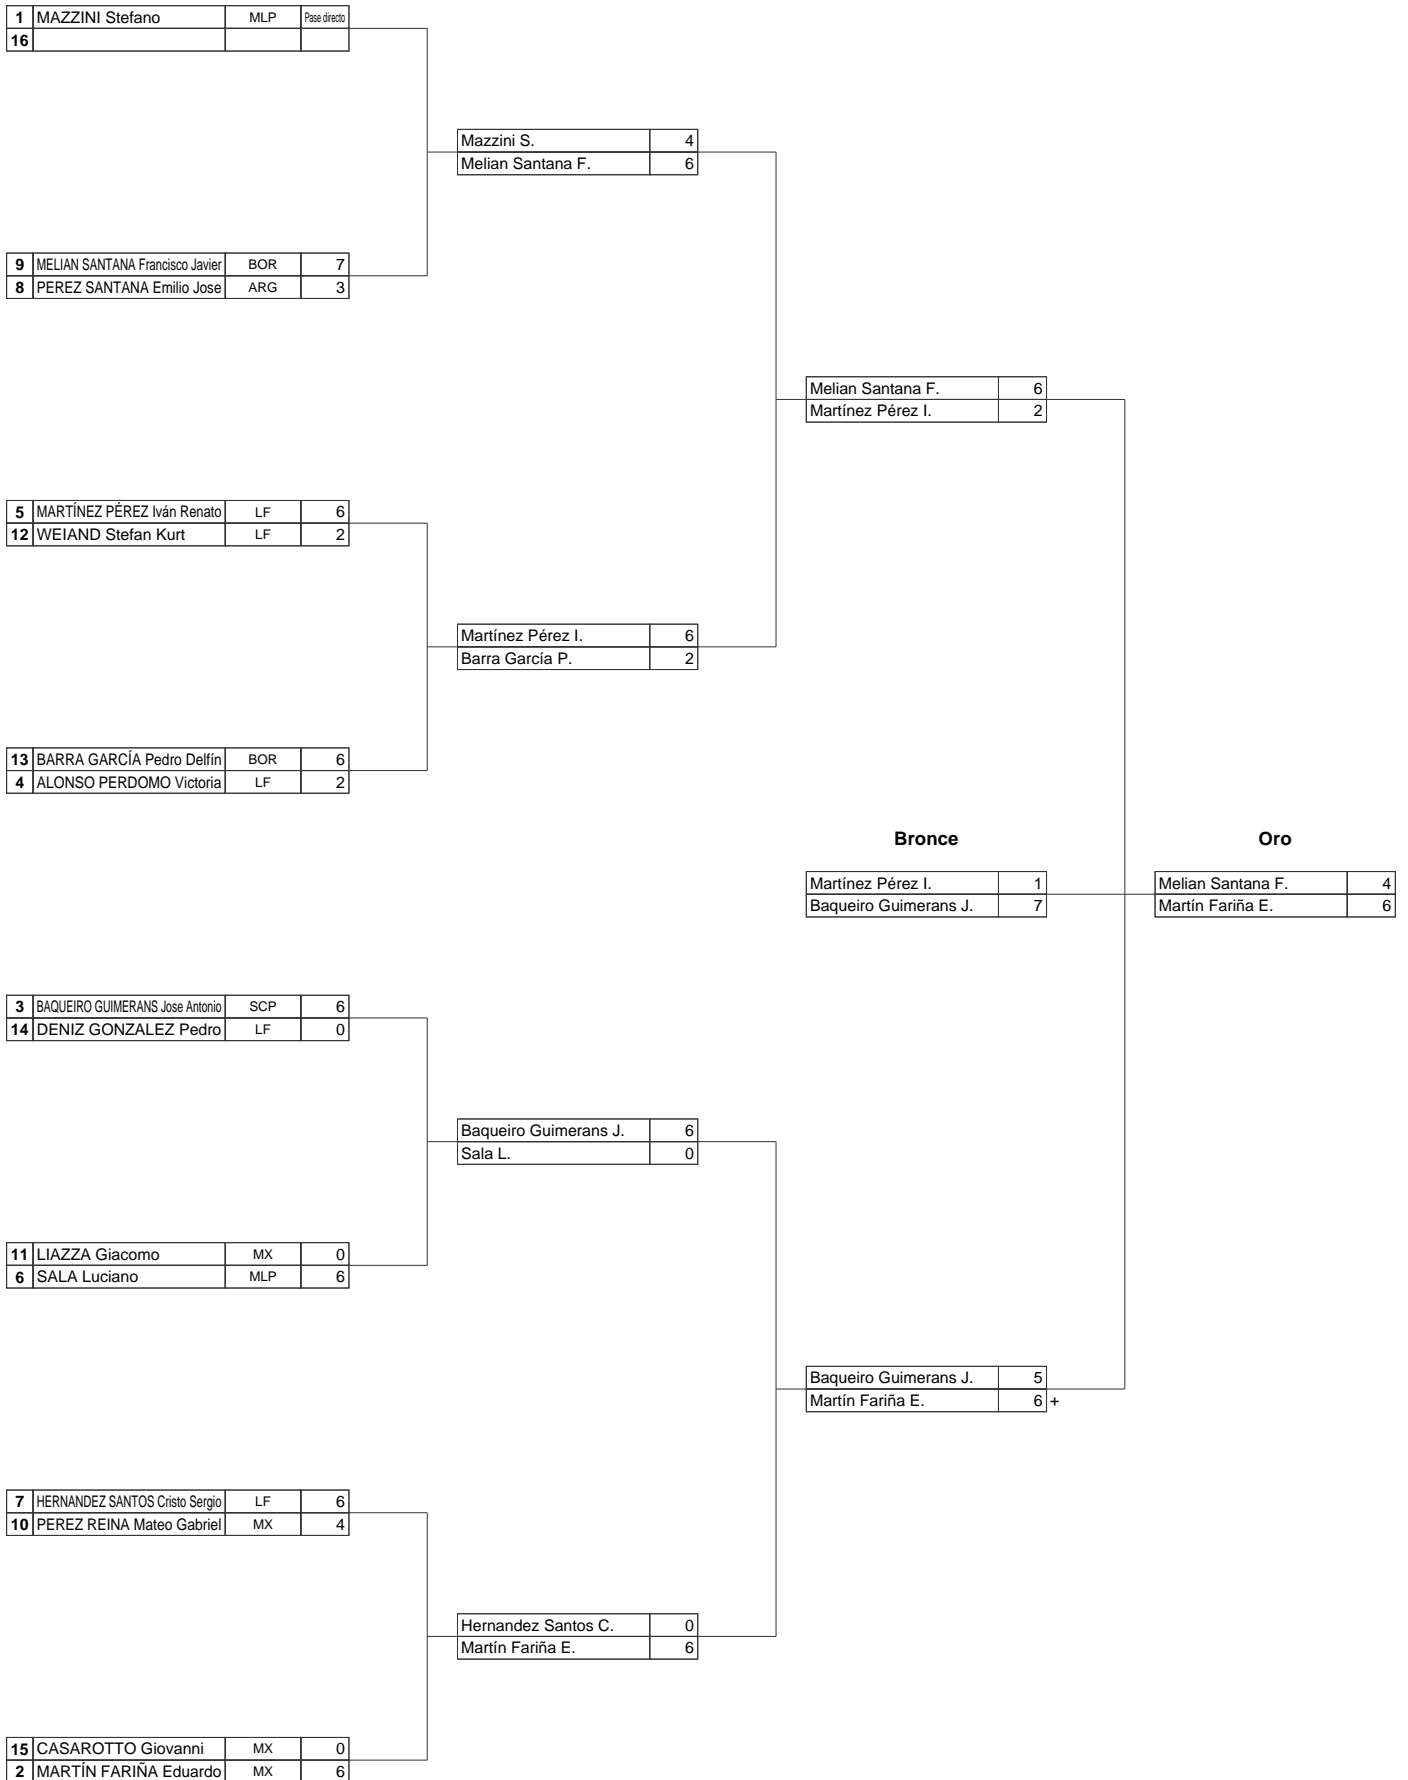 1 MAZZINI Stefano MLP Pase directo
16
Mazzini S. 4
Melian Santana F. 6
9 MELIAN SANTANA Francisco Javier BOR 7
8 PEREZ SANTANA Emilio Jose ARG 3
Melian Santana F. 6
Martínez Pérez I. 2
5 MARTÍNEZ PÉREZ Iván Renato LF 6
12 WEIAND Stefan Kurt LF 2
Martínez Pérez I. 6
Barra García P. 2
13 BARRA GARCÍA Pedro Delfín BOR 6
4 ALONSO PERDOMO Victoria LF 2
Bronce Oro
Martínez Pérez I. 1 Melian Santana F. 4
Baqueiro Guimerans J. 7 Martín Fariña E. 6
3 BAQUEIRO GUIMERANS Jose Antonio SCP 6
14 DENIZ GONZALEZ Pedro LF 0
Baqueiro Guimerans J. 6
Sala L. 0
11 LIAZZA Giacomo MX 0
6 SALA Luciano MLP 6
Baqueiro Guimerans J. 5
Martín Fariña E. 6 +
7 HERNANDEZ SANTOS Cristo Sergio LF 6
10 PEREZ REINA Mateo Gabriel MX 4
Hernandez Santos C. 0
Martín Fariña E. 6
15 CASAROTTO Giovanni MX 0
2 MARTÍN FARIÑA Eduardo MX 6